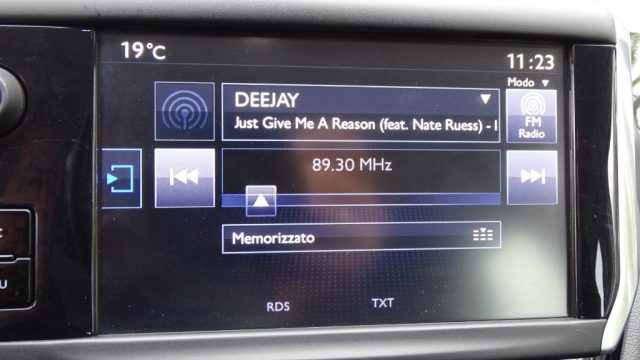 19°C
11:23
Modo
DEEJAY
Just Give Me A Reason (feat. Nate Ruess) -
FM
Radio
89.30 MHz
Memorizzato
RDS
TXT